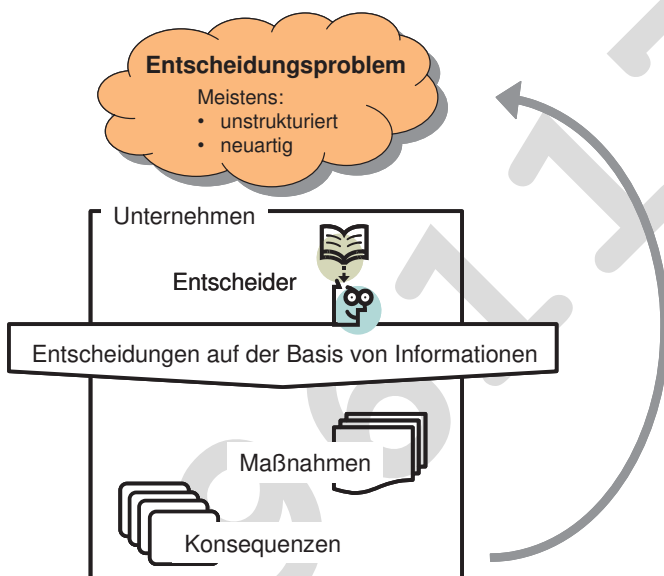 Entscheidungsproblem
Meistens:
• unstrukturiert
• neuartig
Unternehmen
Entscheider
Entscheidungen auf der Basis von Informationen
Maßnahmen
Konsequenzen